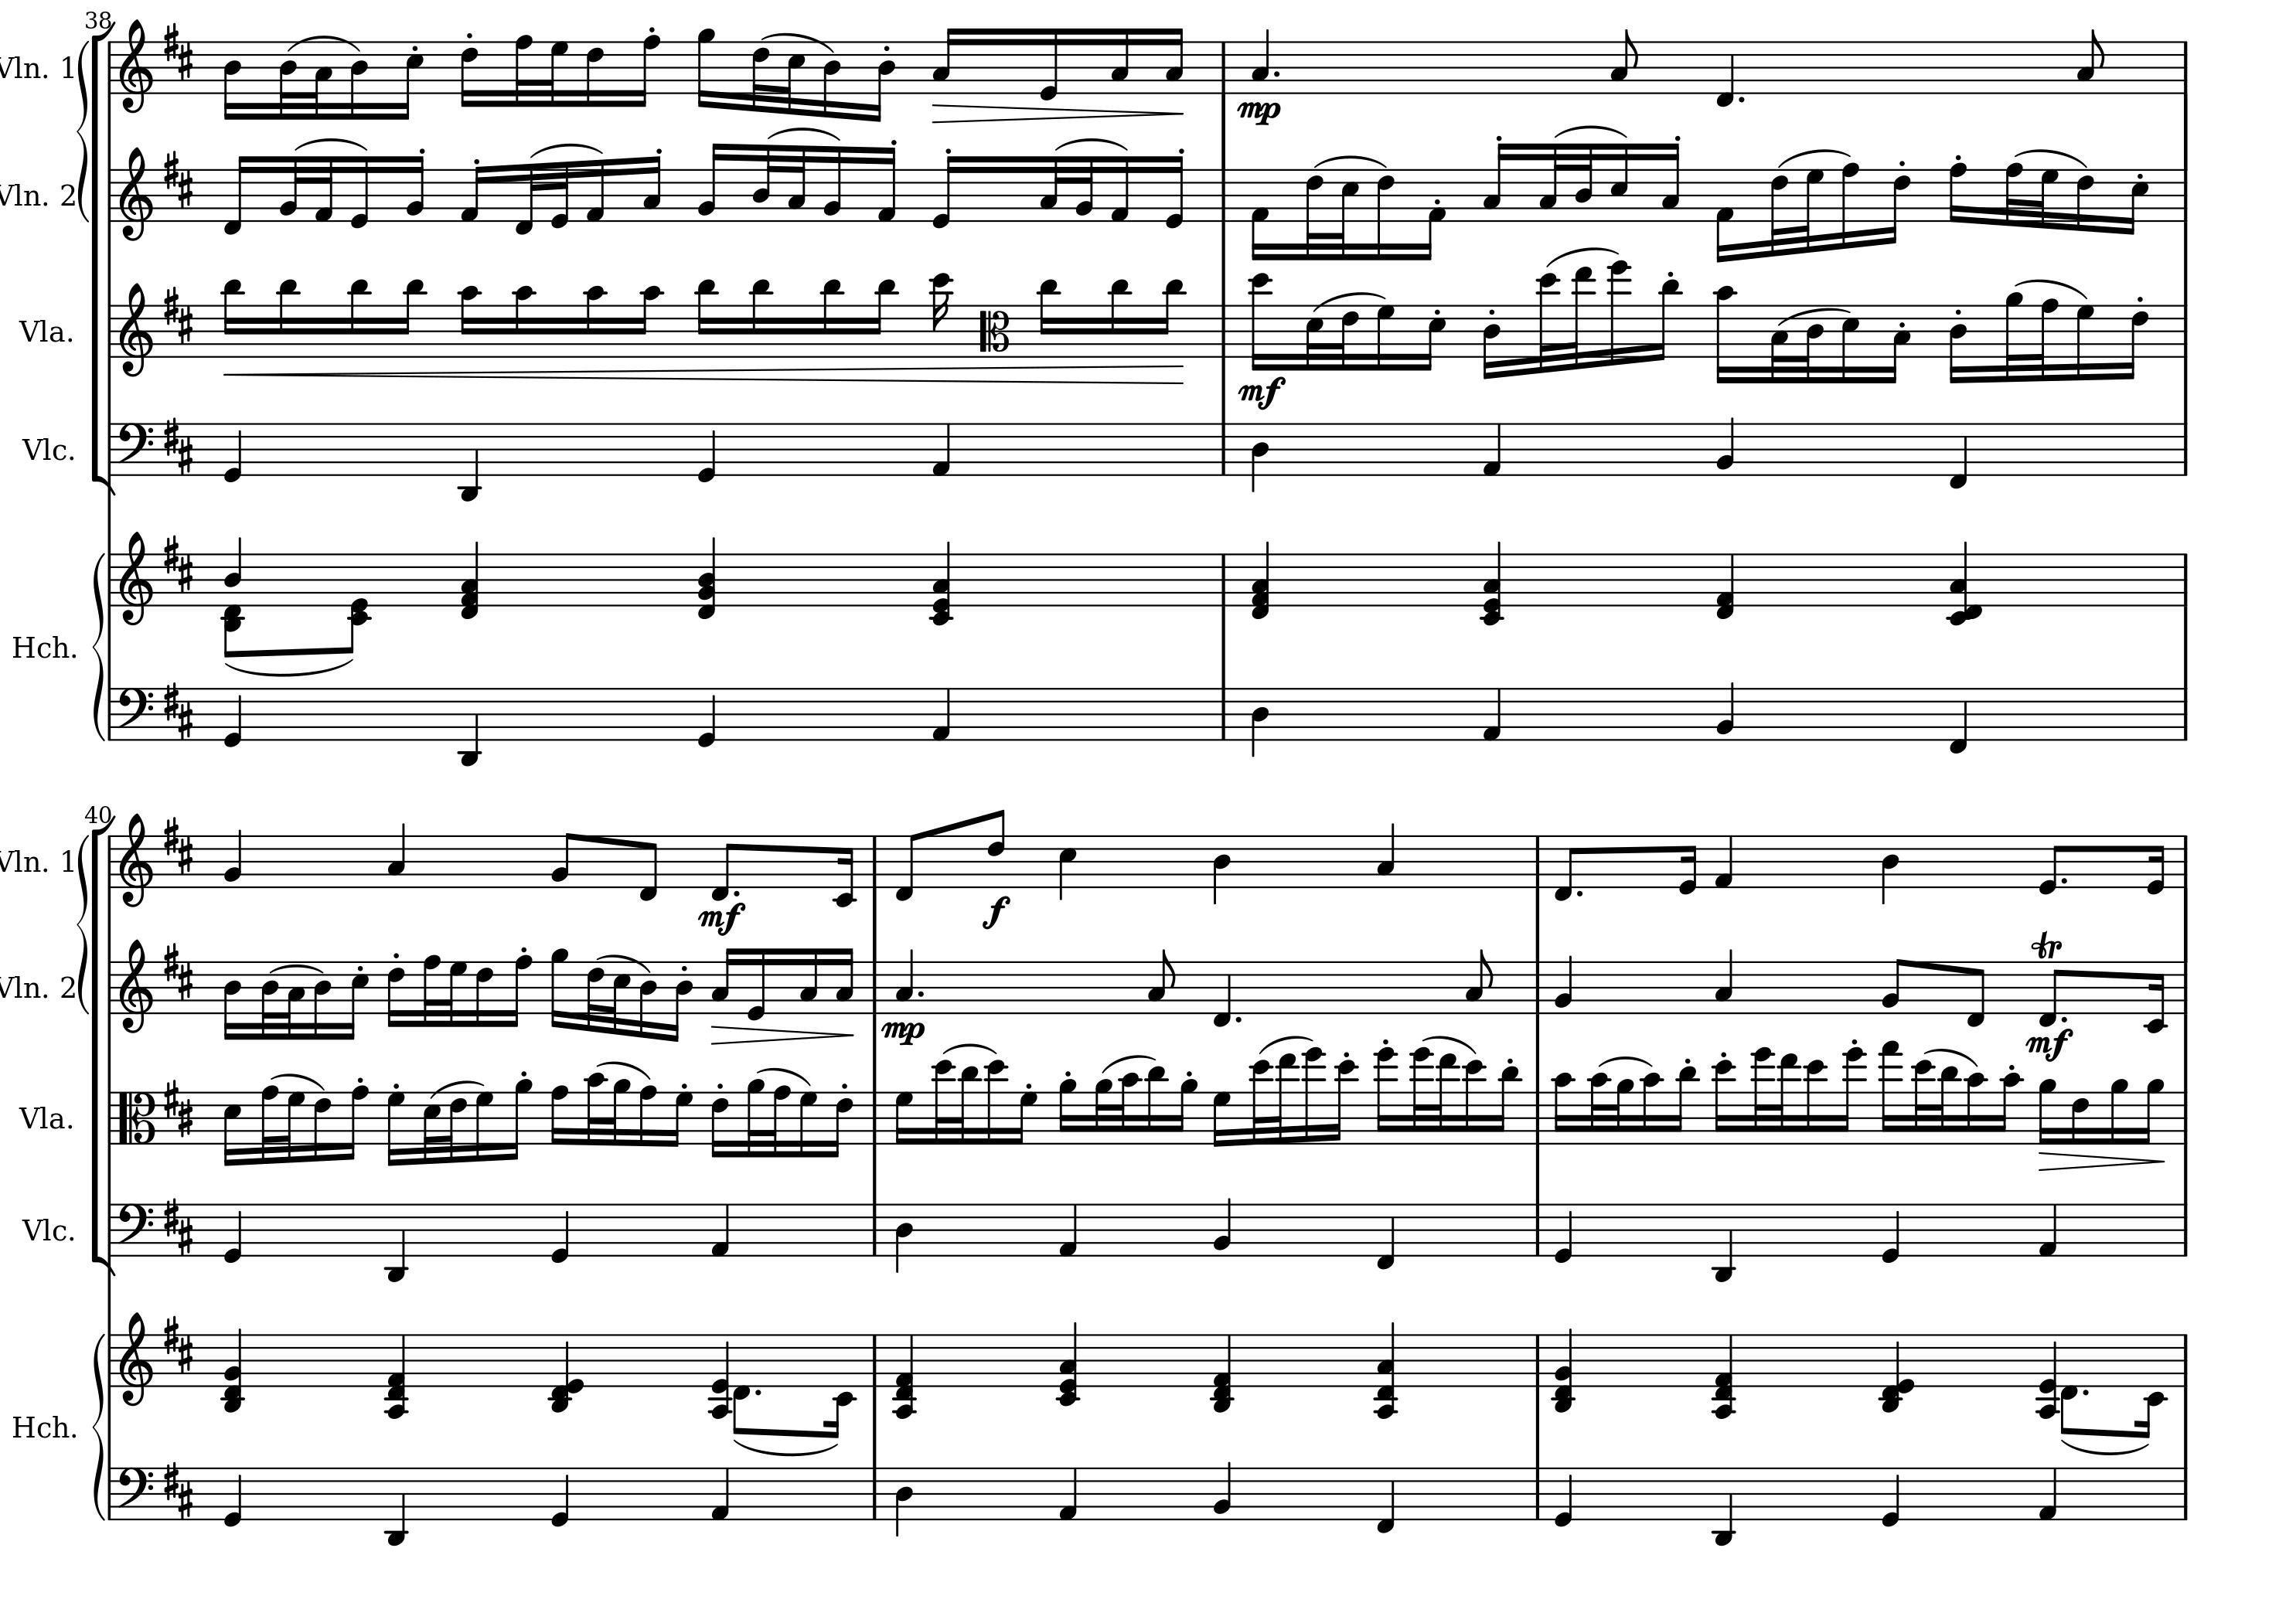 38
Vln. 1
mp
Vln. 2
Vla.
mf
Vlc.
Hch.
40
Vln. 1
mf
f
Vln. 2
mp
tr
mf
Vla.
Vlc.
Hch.